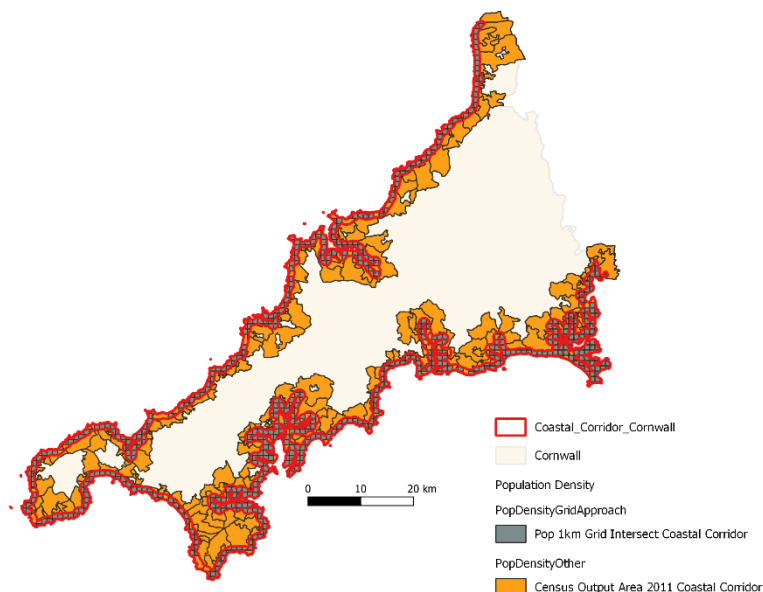 Coastal_Corridor_Cornwall
Cornwall
0 10 20 km
Population Density
PopDensityGridApproach
Pop 1km Grid Intersect Coastal Corridor
PopDensityOther
Census Output Area 2011 Coastal Corridor